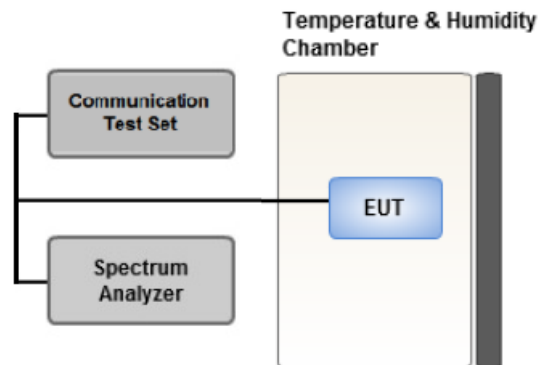 Temperature & Humidity
Chamber
Communication
Test Set
EUT
Spectrum
Analyzer